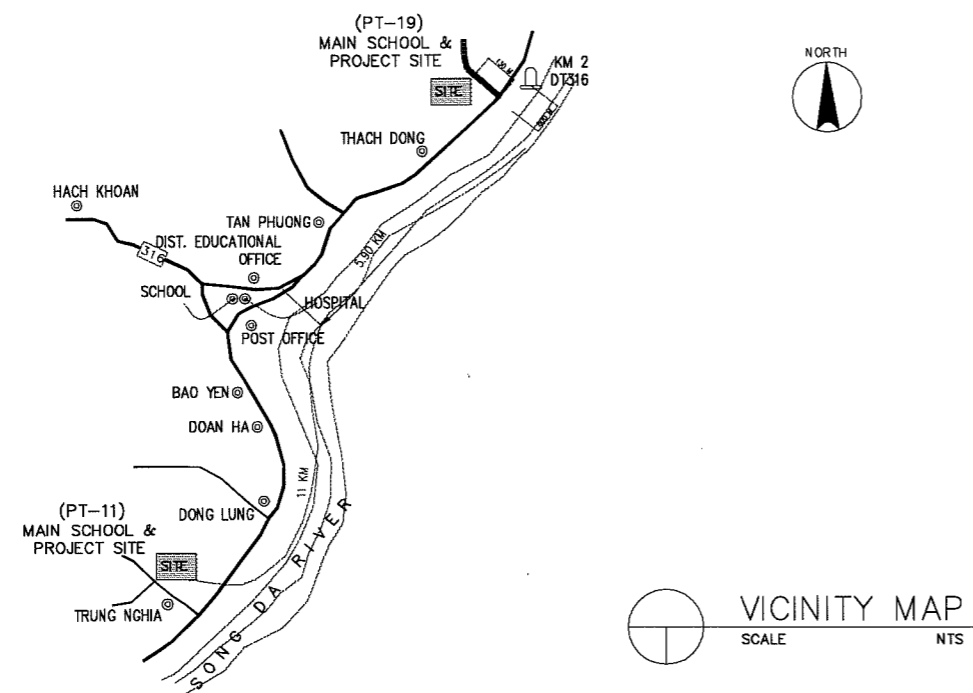 (PT-19)
MAIN SCHOOL &
PROJECT SITE
SITE
KM 2
DT316
NORTH
THACH DONG
HACH KHOAN
TAN PHUONG
DIST. EDUCATIONAL
OFFICE
316
5.90 KM
SCHOOL
HOSPITAL
POST OFFICE
BAO YEN
DOAN HA
11 KM
DONG LUNG
(PT-11)
MAIN SCHOOL &
PROJECT SITE
SITE
TRUNG NGHIA
SONG DA RIVER
VICINITY MAP
SCALE NTS